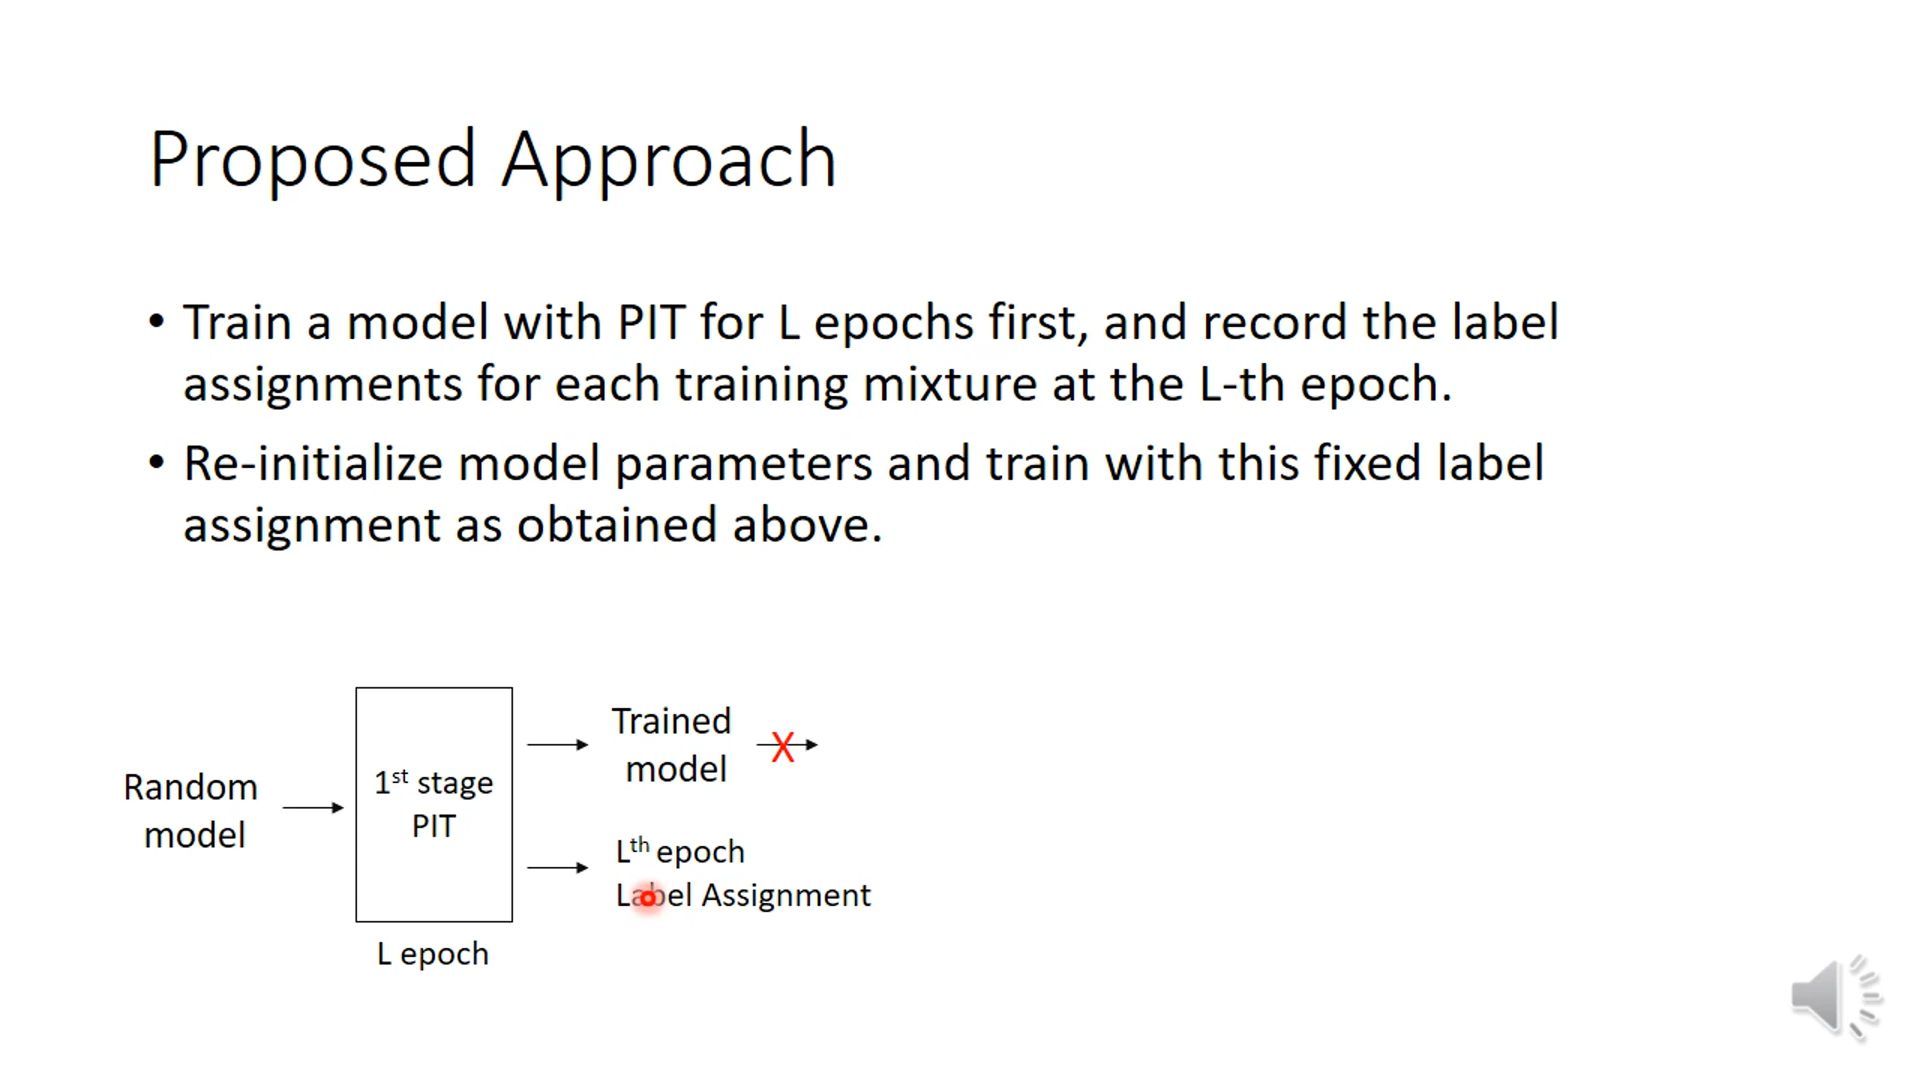 Proposed Approach
• Train a model with PIT for L epochs first, and record the label
assignments for each training mixture at the L-th epoch.
• Re-initialize model parameters and train with this fixed label
assignment as obtained above.
Random
model
1st stage
PIT
L epoch
Trained
model
X
Lth epoch
Label Assignment